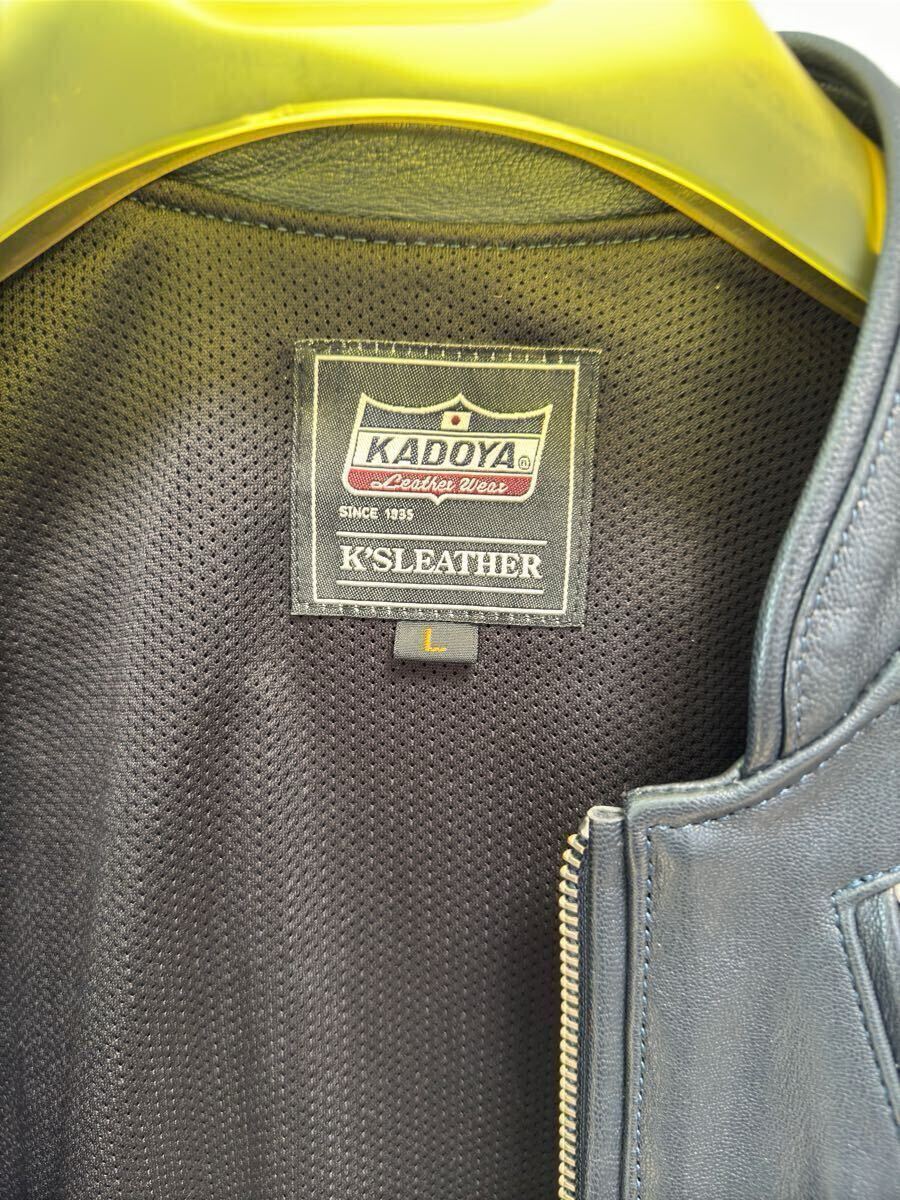 KADOYA®
Leather Wear
SINCE 1935
K'SLEATHER
L